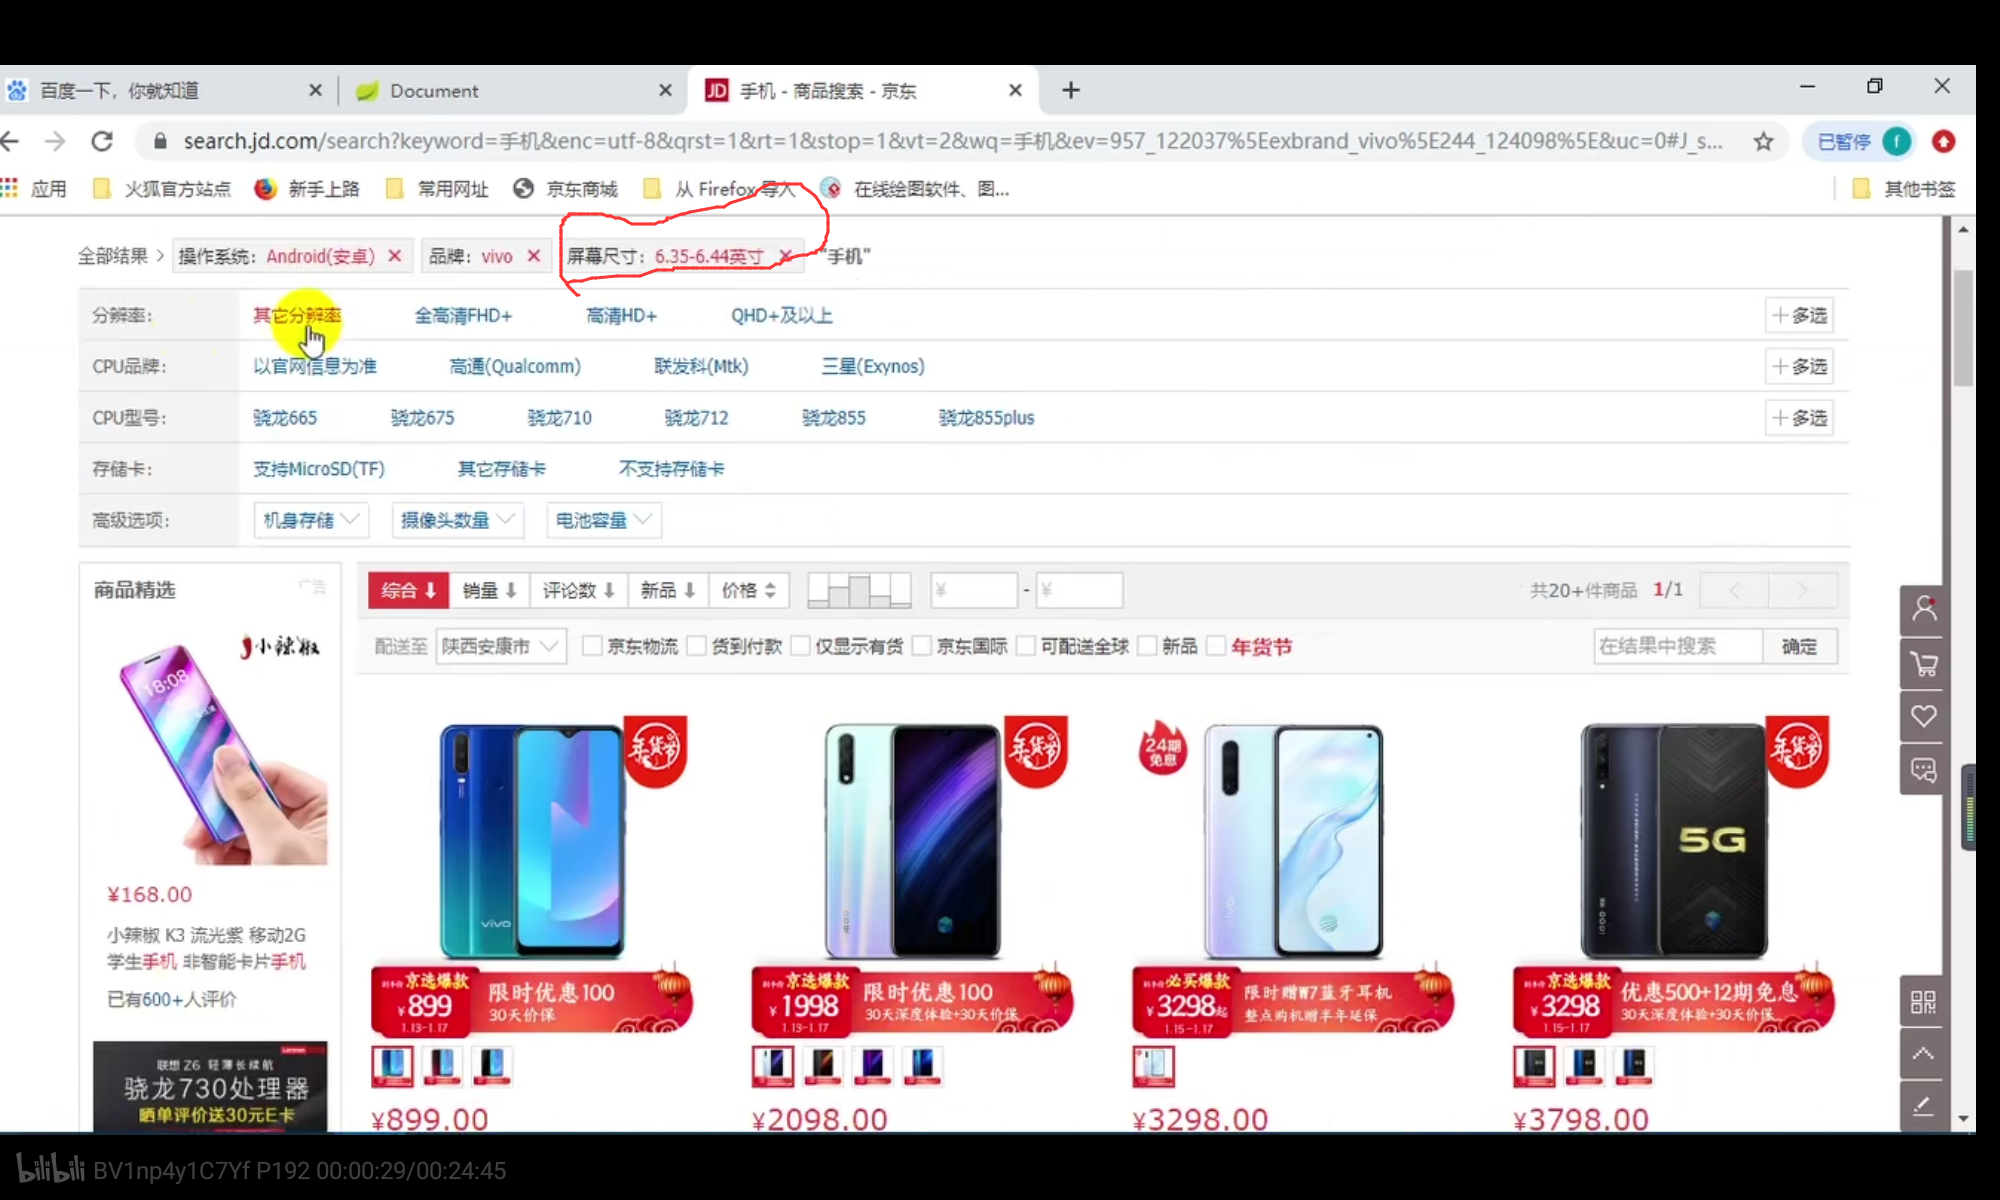 百度一下，你就知道
Document
JD 手机 - 商品搜索 - 京东
search.jd.com/search?keyword=手机&enc=utf-8&qrst=1&rt=1&stop=1&vt=2&wq=手机&ev=957_122037%5Eexbrand_vivo%5E244_124098%5E&uc=0#J_s...
已暂停 f
应用 火狐官方站点 新手上路 常用网址 京东商城 从 Firefox 导入 在线绘图软件、图... 其他书签
全部结果 > 操作系统：Android(安卓) × 品牌：vivo × 屏幕尺寸：6.35-6.44英寸 × "手机"
分辨率： 其它分辨率 全高清FHD+ 高清HD+ QHD+及以上 +多选
CPU品牌： 以官网信息为准 高通(Qualcomm) 联发科(Mtk) 三星(Exynos) +多选
CPU型号： 骁龙665 骁龙675 骁龙710 骁龙712 骁龙855 骁龙855plus +多选
存储卡： 支持MicroSD(TF) 其它存储卡 不支持存储卡
高级选项： 机身存储 摄像头数量 电池容量
商品精选 广告
综合 销量 评论数 新品 价格 ¥ - ¥ 共20+件商品 1/1 < >
配送至 陕西安康市 京东物流 货到付款 仅显示有货 京东国际 可配送全球 新品 年货节 在结果中搜索 确定
小辣椒
18:08
¥168.00
小辣椒 K3 流光紫 移动2G
学生手机 非智能卡片手机
已有600+人评价
Lenovo
联想 Z6 轻薄长续航
骁龙730处理器
晒单评价送30元E卡
年货节
vivo
到手价 京选爆款
¥899
1.13-1.17
限时优惠100
30天价保
¥899.00
年货节
iQOO
到手价 京选爆款
¥1998
1.13-1.17
限时优惠100
30天深度体验+30天价保
¥2098.00
24期
免息
vivo
到手价 必买爆款
¥3298起
1.15-1.17
限时赠W7蓝牙耳机
整点购机赠半年延保
¥3298.00
年货节
iQOO
5G
到手价 京选爆款
¥3298
1.15-1.17
优惠500+12期免息
30天深度体验+30天价保
¥3798.00
bilibili BV1np4y1C7Yf P192 00:00:29/00:24:45